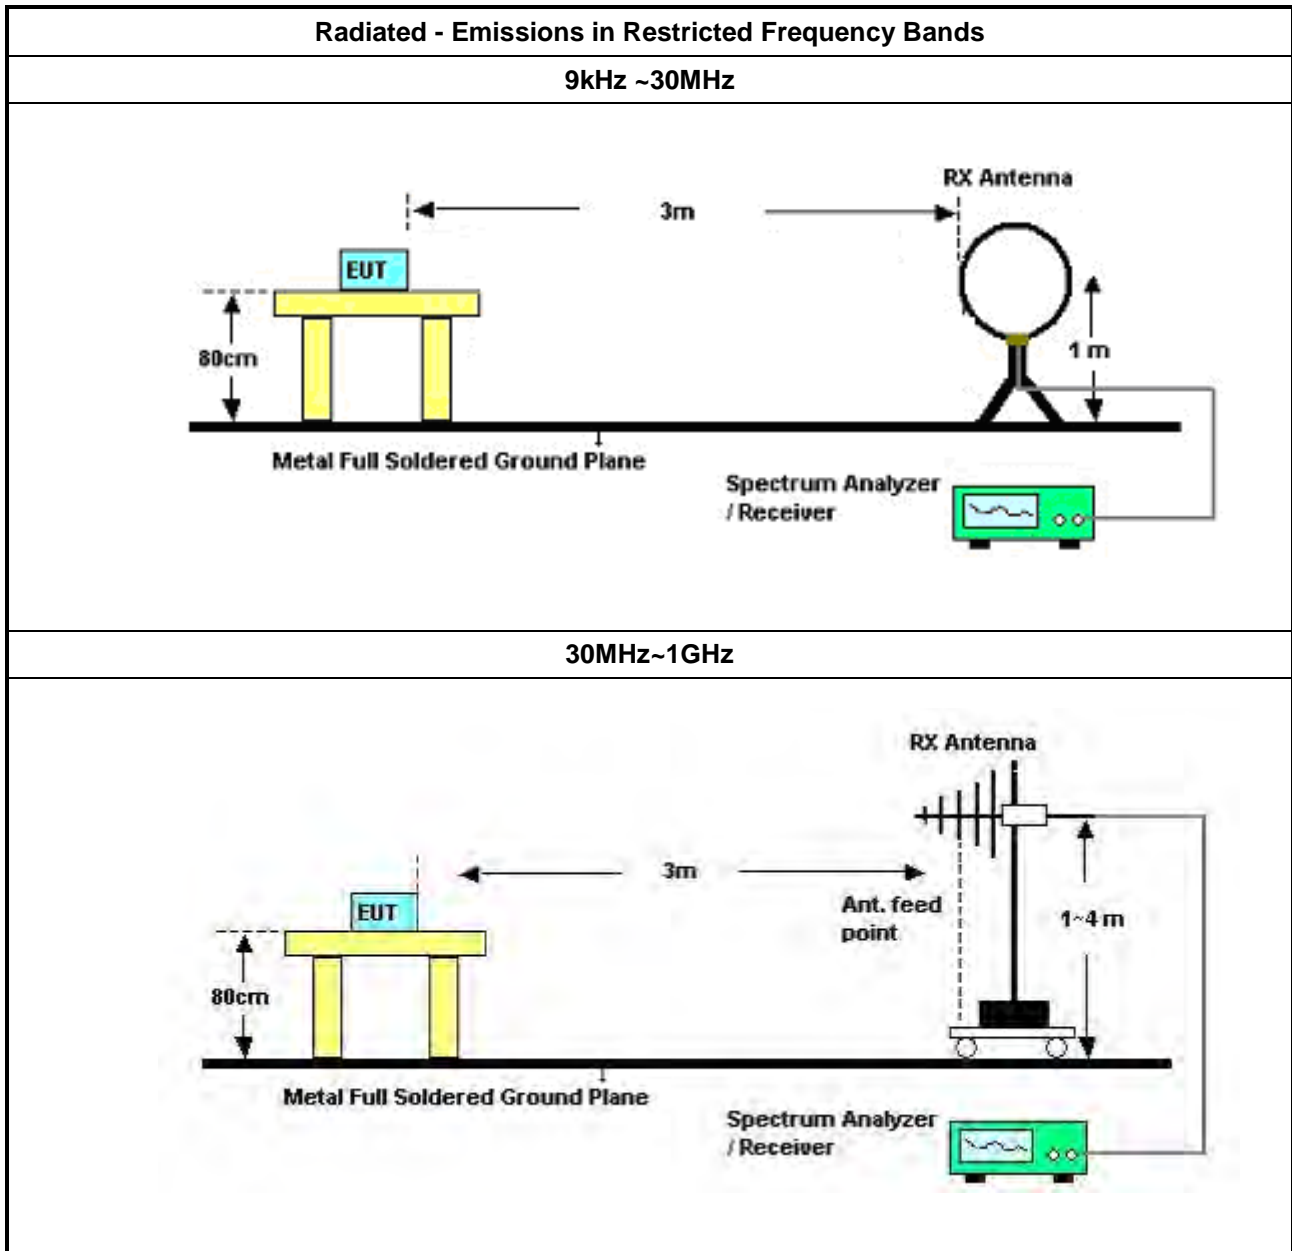 Radiated - Emissions in Restricted Frequency Bands
9kHz ~30MHz
RX Antenna
3m
EUT
80cm
1 m
Metal Full Soldered Ground Plane
Spectrum Analyzer
/ Receiver
30MHz~1GHz
RX Antenna
3m
Ant. feed
point
1~4 m
EUT
80cm
Metal Full Soldered Ground Plane
Spectrum Analyzer
/ Receiver